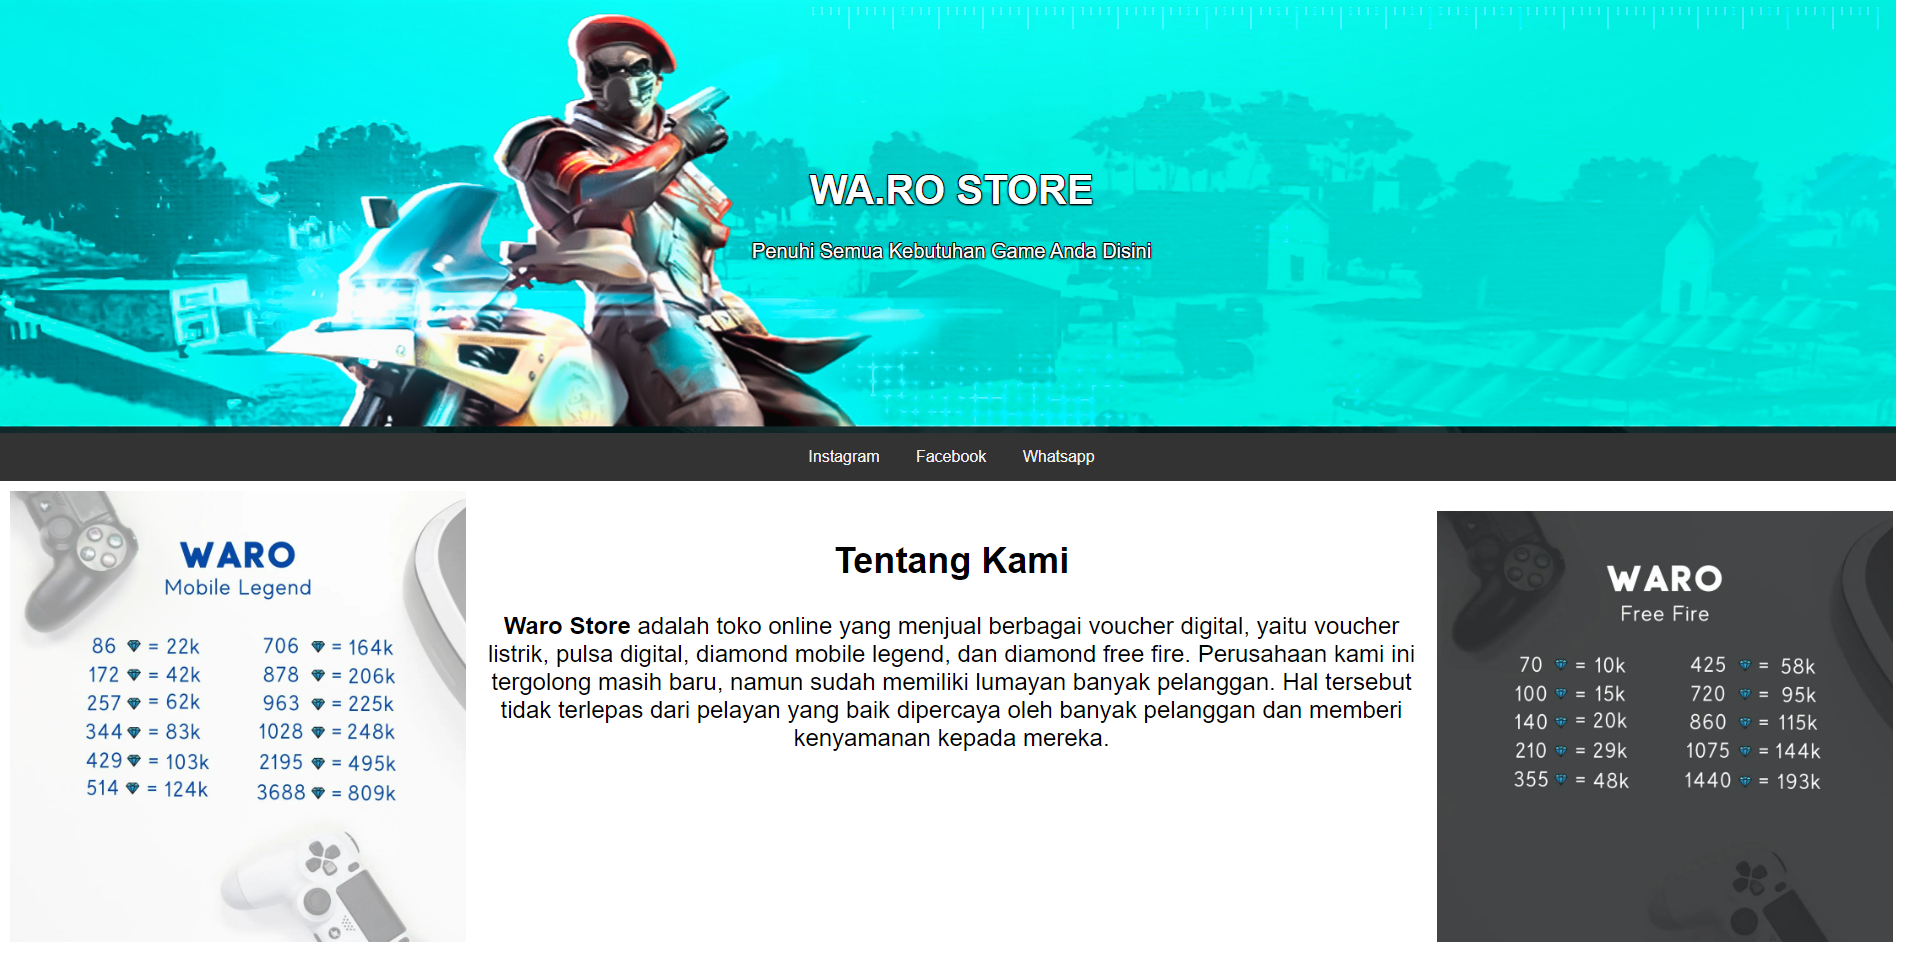 WA.RO STORE
Penuhi Semua Kebutuhan Game Anda Disini
Instagram Facebook Whatsapp
WARO
Mobile Legend
86 = 22k 706 = 164k
172 = 42k 878 = 206k
257 = 62k 963 = 225k
344 = 83k 1028 = 248k
429 = 103k 2195 = 495k
514 = 124k 3688 = 809k
Tentang Kami
Waro Store adalah toko online yang menjual berbagai voucher digital, yaitu voucher
listrik, pulsa digital, diamond mobile legend, dan diamond free fire. Perusahaan kami ini
tergolong masih baru, namun sudah memiliki lumayan banyak pelanggan. Hal tersebut
tidak terlepas dari pelayan yang baik dipercaya oleh banyak pelanggan dan memberi
kenyamanan kepada mereka.
WARO
Free Fire
70 = 10k 425 = 58k
100 = 15k 720 = 95k
140 = 20k 860 = 115k
210 = 29k 1075 = 144k
355 = 48k 1440 = 193k